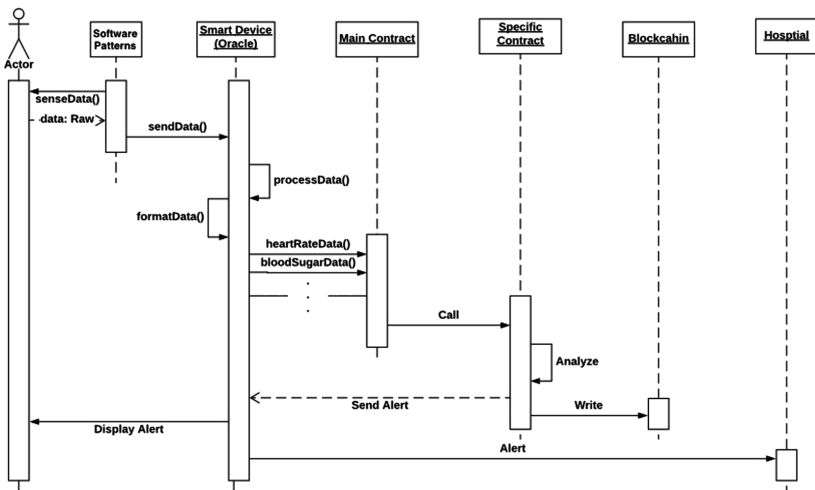 Software
Patterns
Smart Device
(Oracle)
Main Contract
Specific
Contract
Blockcahin
Hosptial
Actor
senseData()
data: Raw
sendData()
processData()
formatData()
heartRateData()
bloodSugarData()
Call
Analyze
Send Alert
Write
Display Alert
Alert